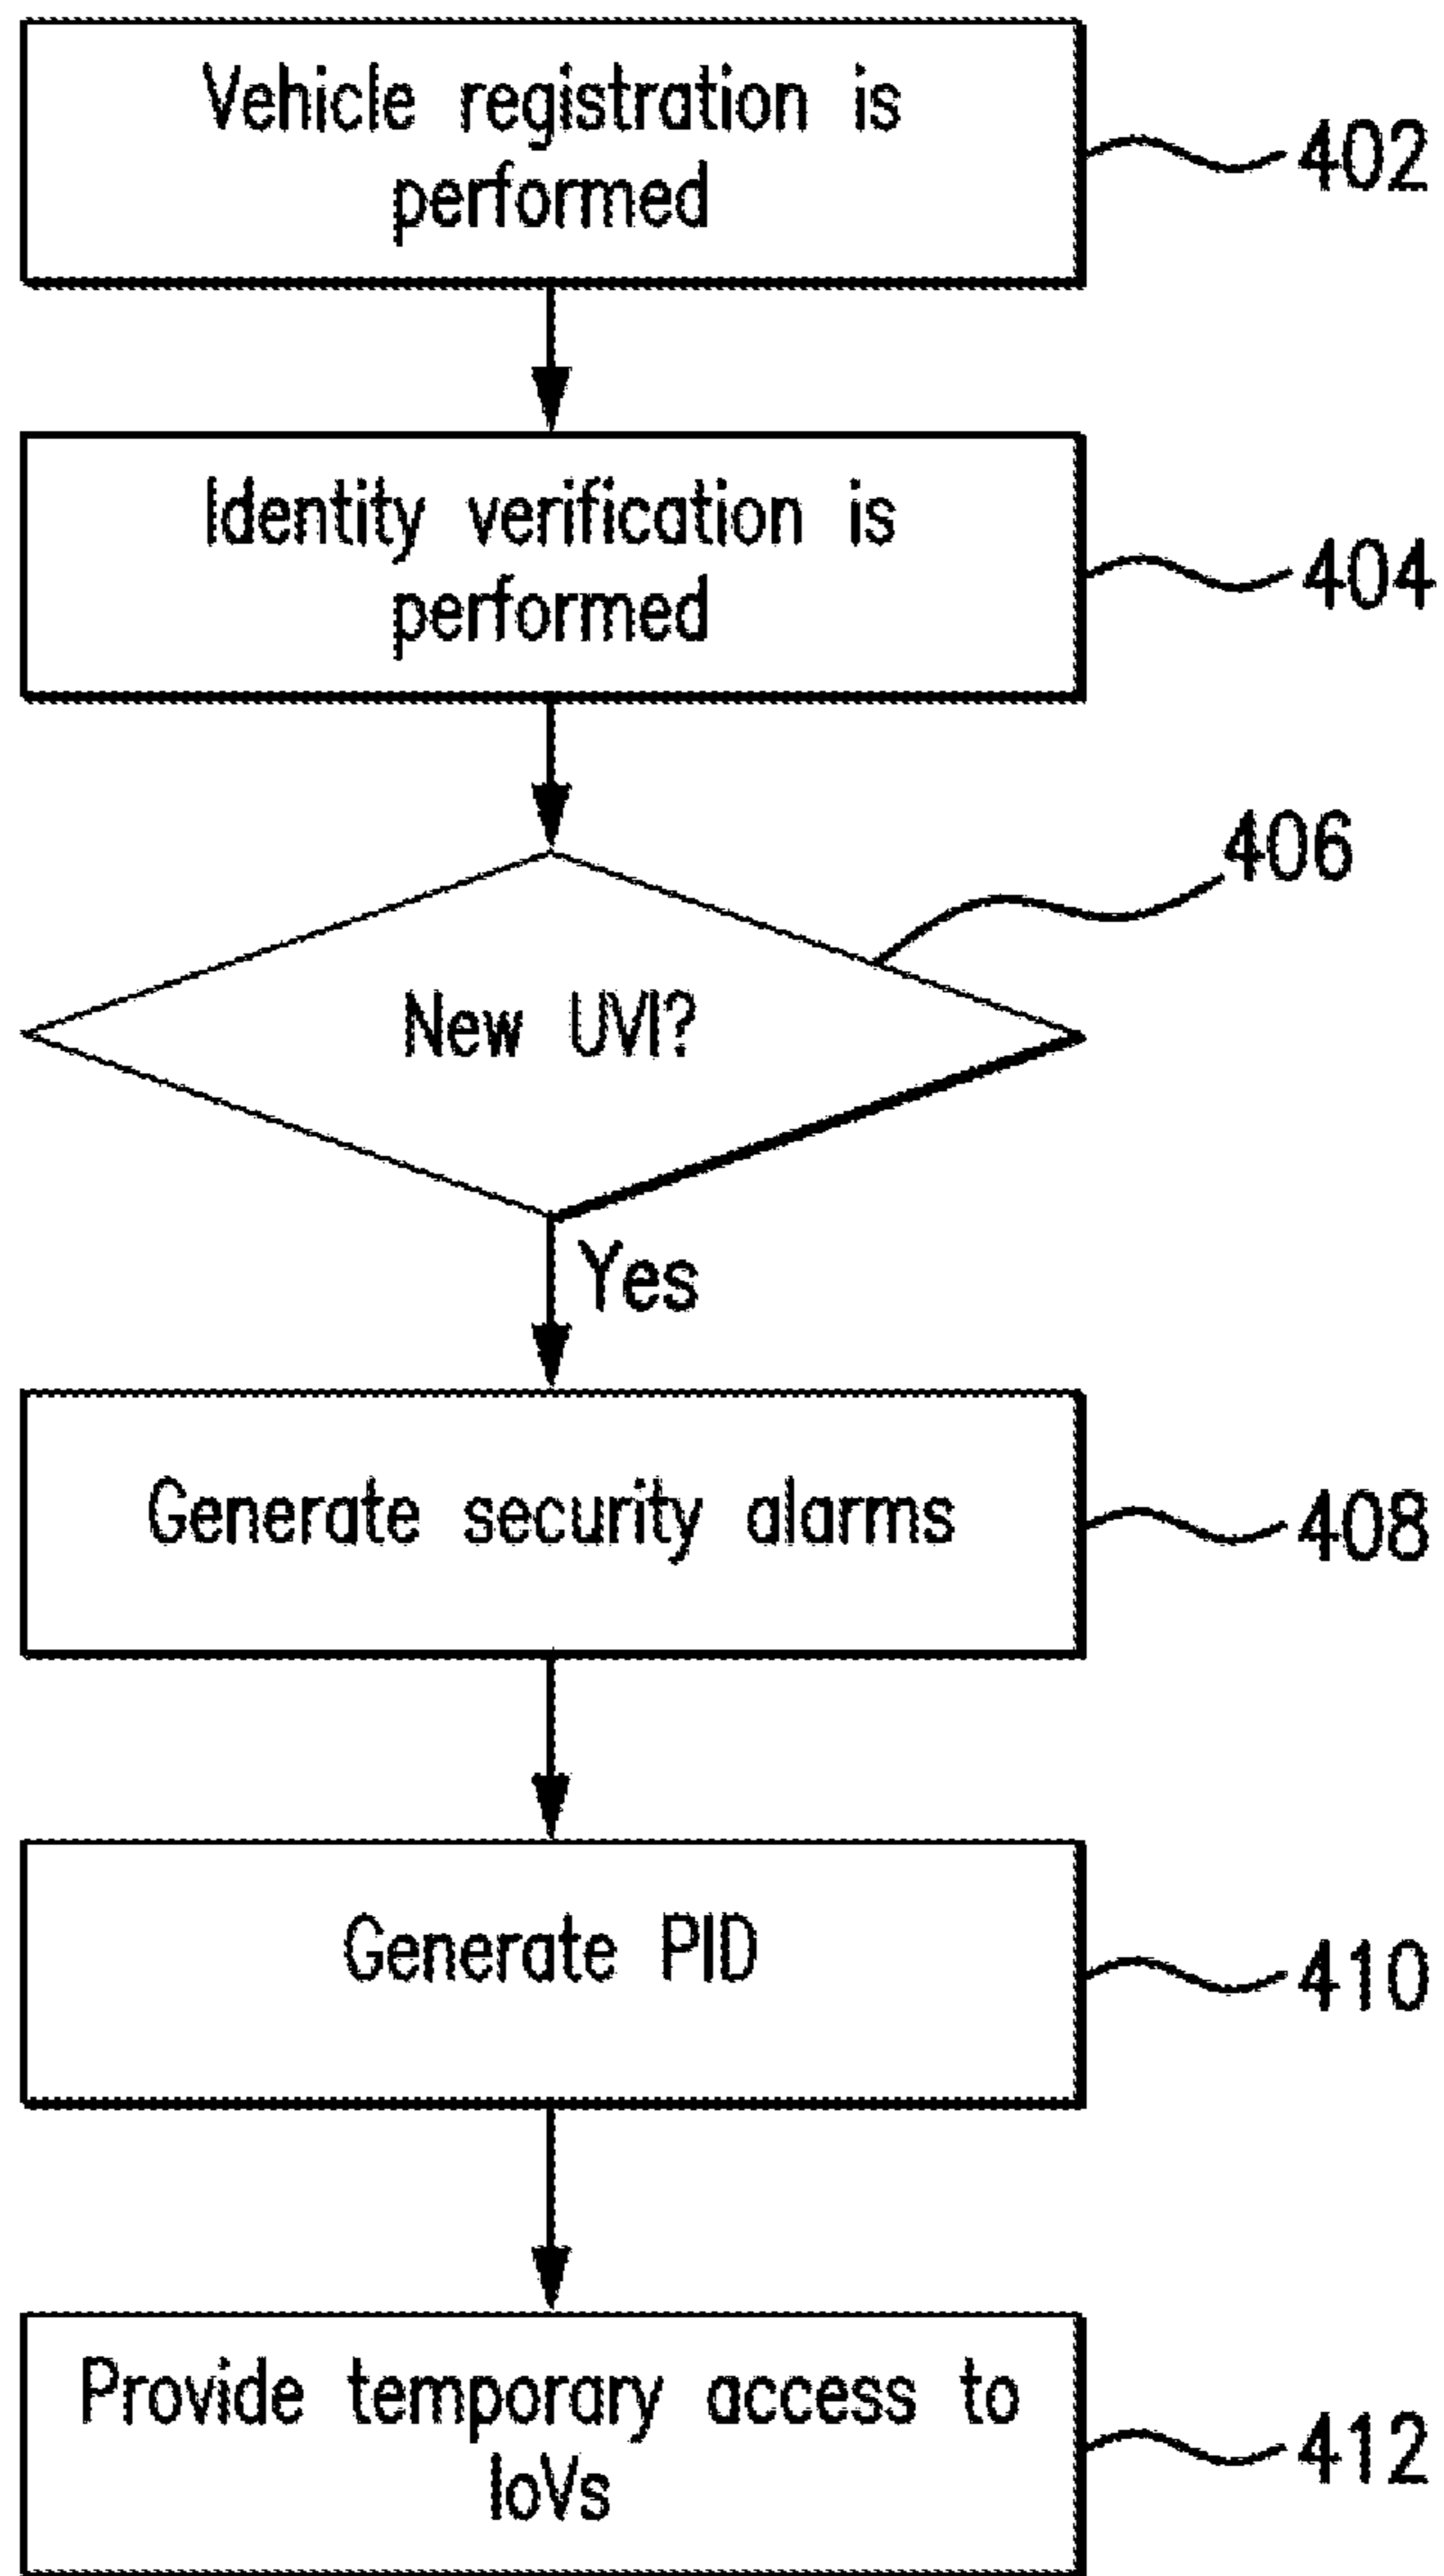 Vehicle registration is
performed
402
Identity verification is
performed
404
406
New UVI?
Yes
Generate security alarms
408
Generate PID
410
Provide temporary access to
IoVs
412